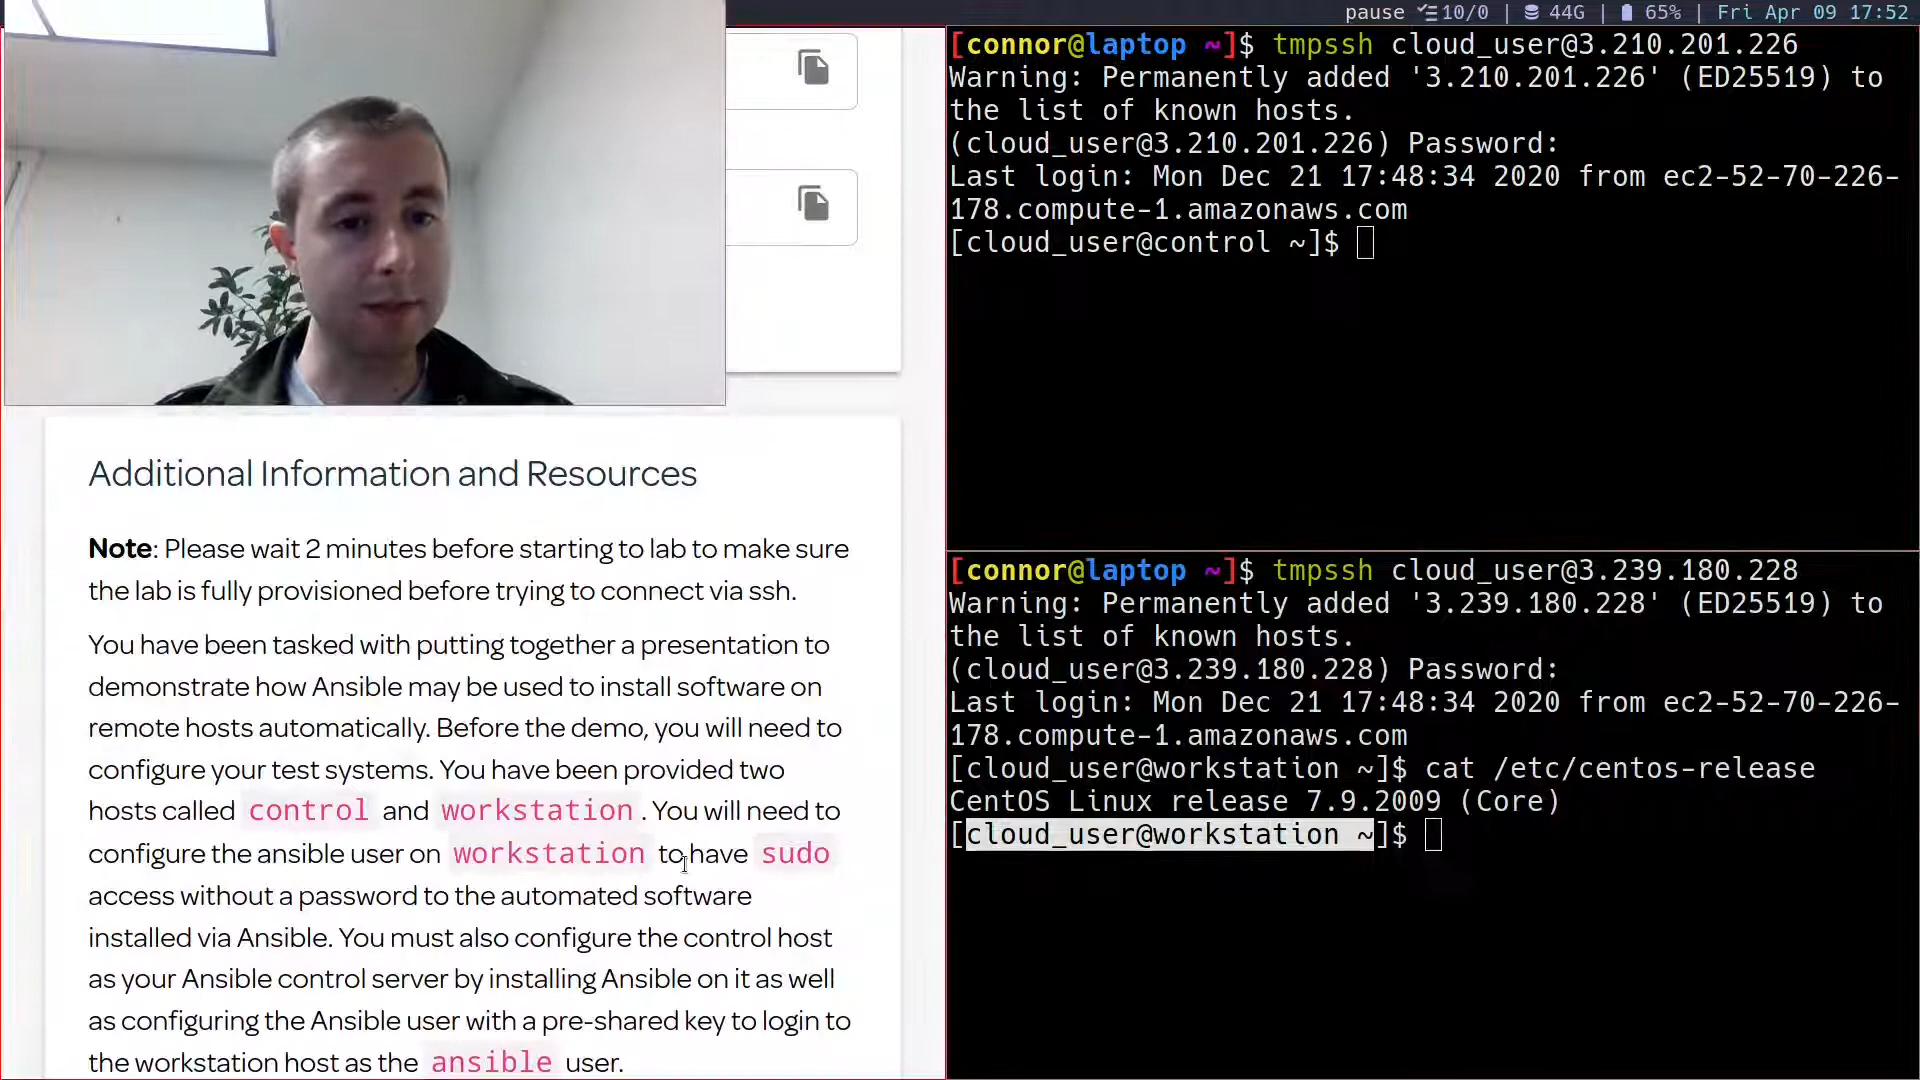 pause 10/0 | 44G | 65% | Fri Apr 09 17:52
[connor@laptop ~]$ tmpssh cloud_user@3.210.201.226
Warning: Permanently added '3.210.201.226' (ED25519) to
the list of known hosts.
(cloud_user@3.210.201.226) Password:
Last login: Mon Dec 21 17:48:34 2020 from ec2-52-70-226-
178.compute-1.amazonaws.com
[cloud_user@control ~]$
Additional Information and Resources
Note: Please wait 2 minutes before starting to lab to make sure
the lab is fully provisioned before trying to connect via ssh.
You have been tasked with putting together a presentation to
demonstrate how Ansible may be used to install software on
remote hosts automatically. Before the demo, you will need to
configure your test systems. You have been provided two
hosts called control and workstation. You will need to
configure the ansible user on workstation to have sudo
access without a password to the automated software
installed via Ansible. You must also configure the control host
as your Ansible control server by installing Ansible on it as well
as configuring the Ansible user with a pre-shared key to login to
the workstation host as the ansible user.
[connor@laptop ~]$ tmpssh cloud_user@3.239.180.228
Warning: Permanently added '3.239.180.228' (ED25519) to
the list of known hosts.
(cloud_user@3.239.180.228) Password:
Last login: Mon Dec 21 17:48:34 2020 from ec2-52-70-226-
178.compute-1.amazonaws.com
[cloud_user@workstation ~]$ cat /etc/centos-release
CentOS Linux release 7.9.2009 (Core)
[cloud_user@workstation ~]$